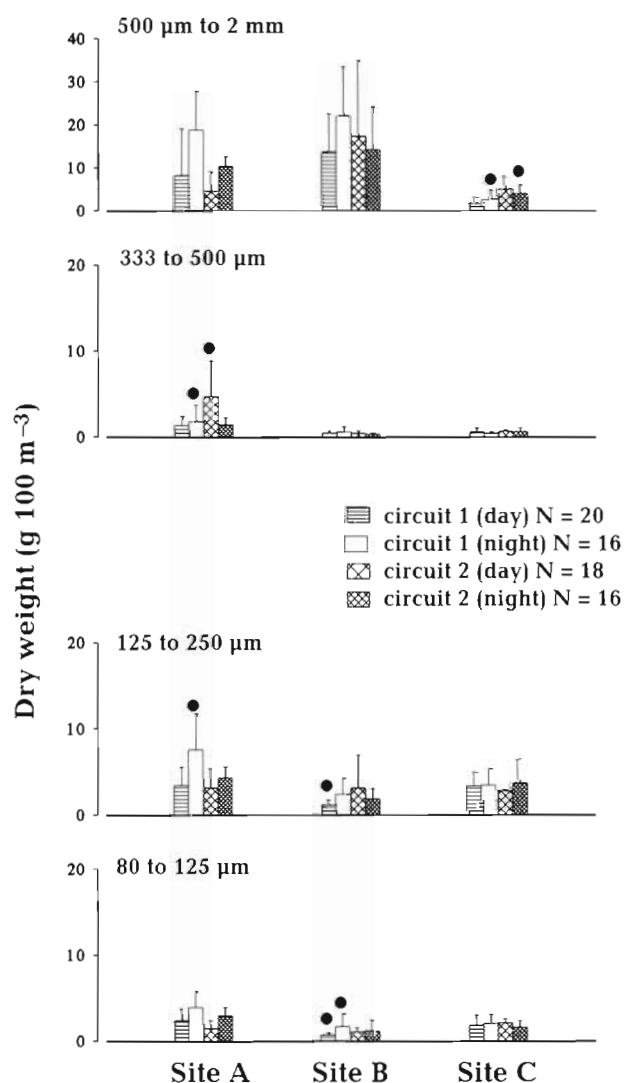 500 µm to 2 mm
40
30
20
10
0
333 to 500 µm
20
10
0
Dry weight (g 100 m⁻³)
circuit 1 (day) N = 20
circuit 1 (night) N = 16
circuit 2 (day) N = 18
circuit 2 (night) N = 16
125 to 250 µm
20
10
0
80 to 125 µm
20
10
0
Site A Site B Site C